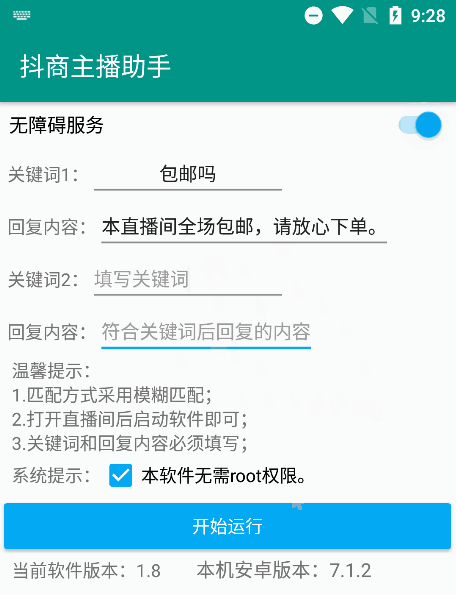 9:28
抖商主播助手
无障碍服务
关键词1： 包邮吗
回复内容： 本直播间全场包邮，请放心下单。
关键词2： 填写关键词
回复内容： 符合关键词后回复的内容
温馨提示：
1.匹配方式采用模糊匹配；
2.打开直播间后启动软件即可；
3.关键词和回复内容必须填写；
系统提示： 本软件无需root权限。
开始运行
当前软件版本：1.8 本机安卓版本：7.1.2